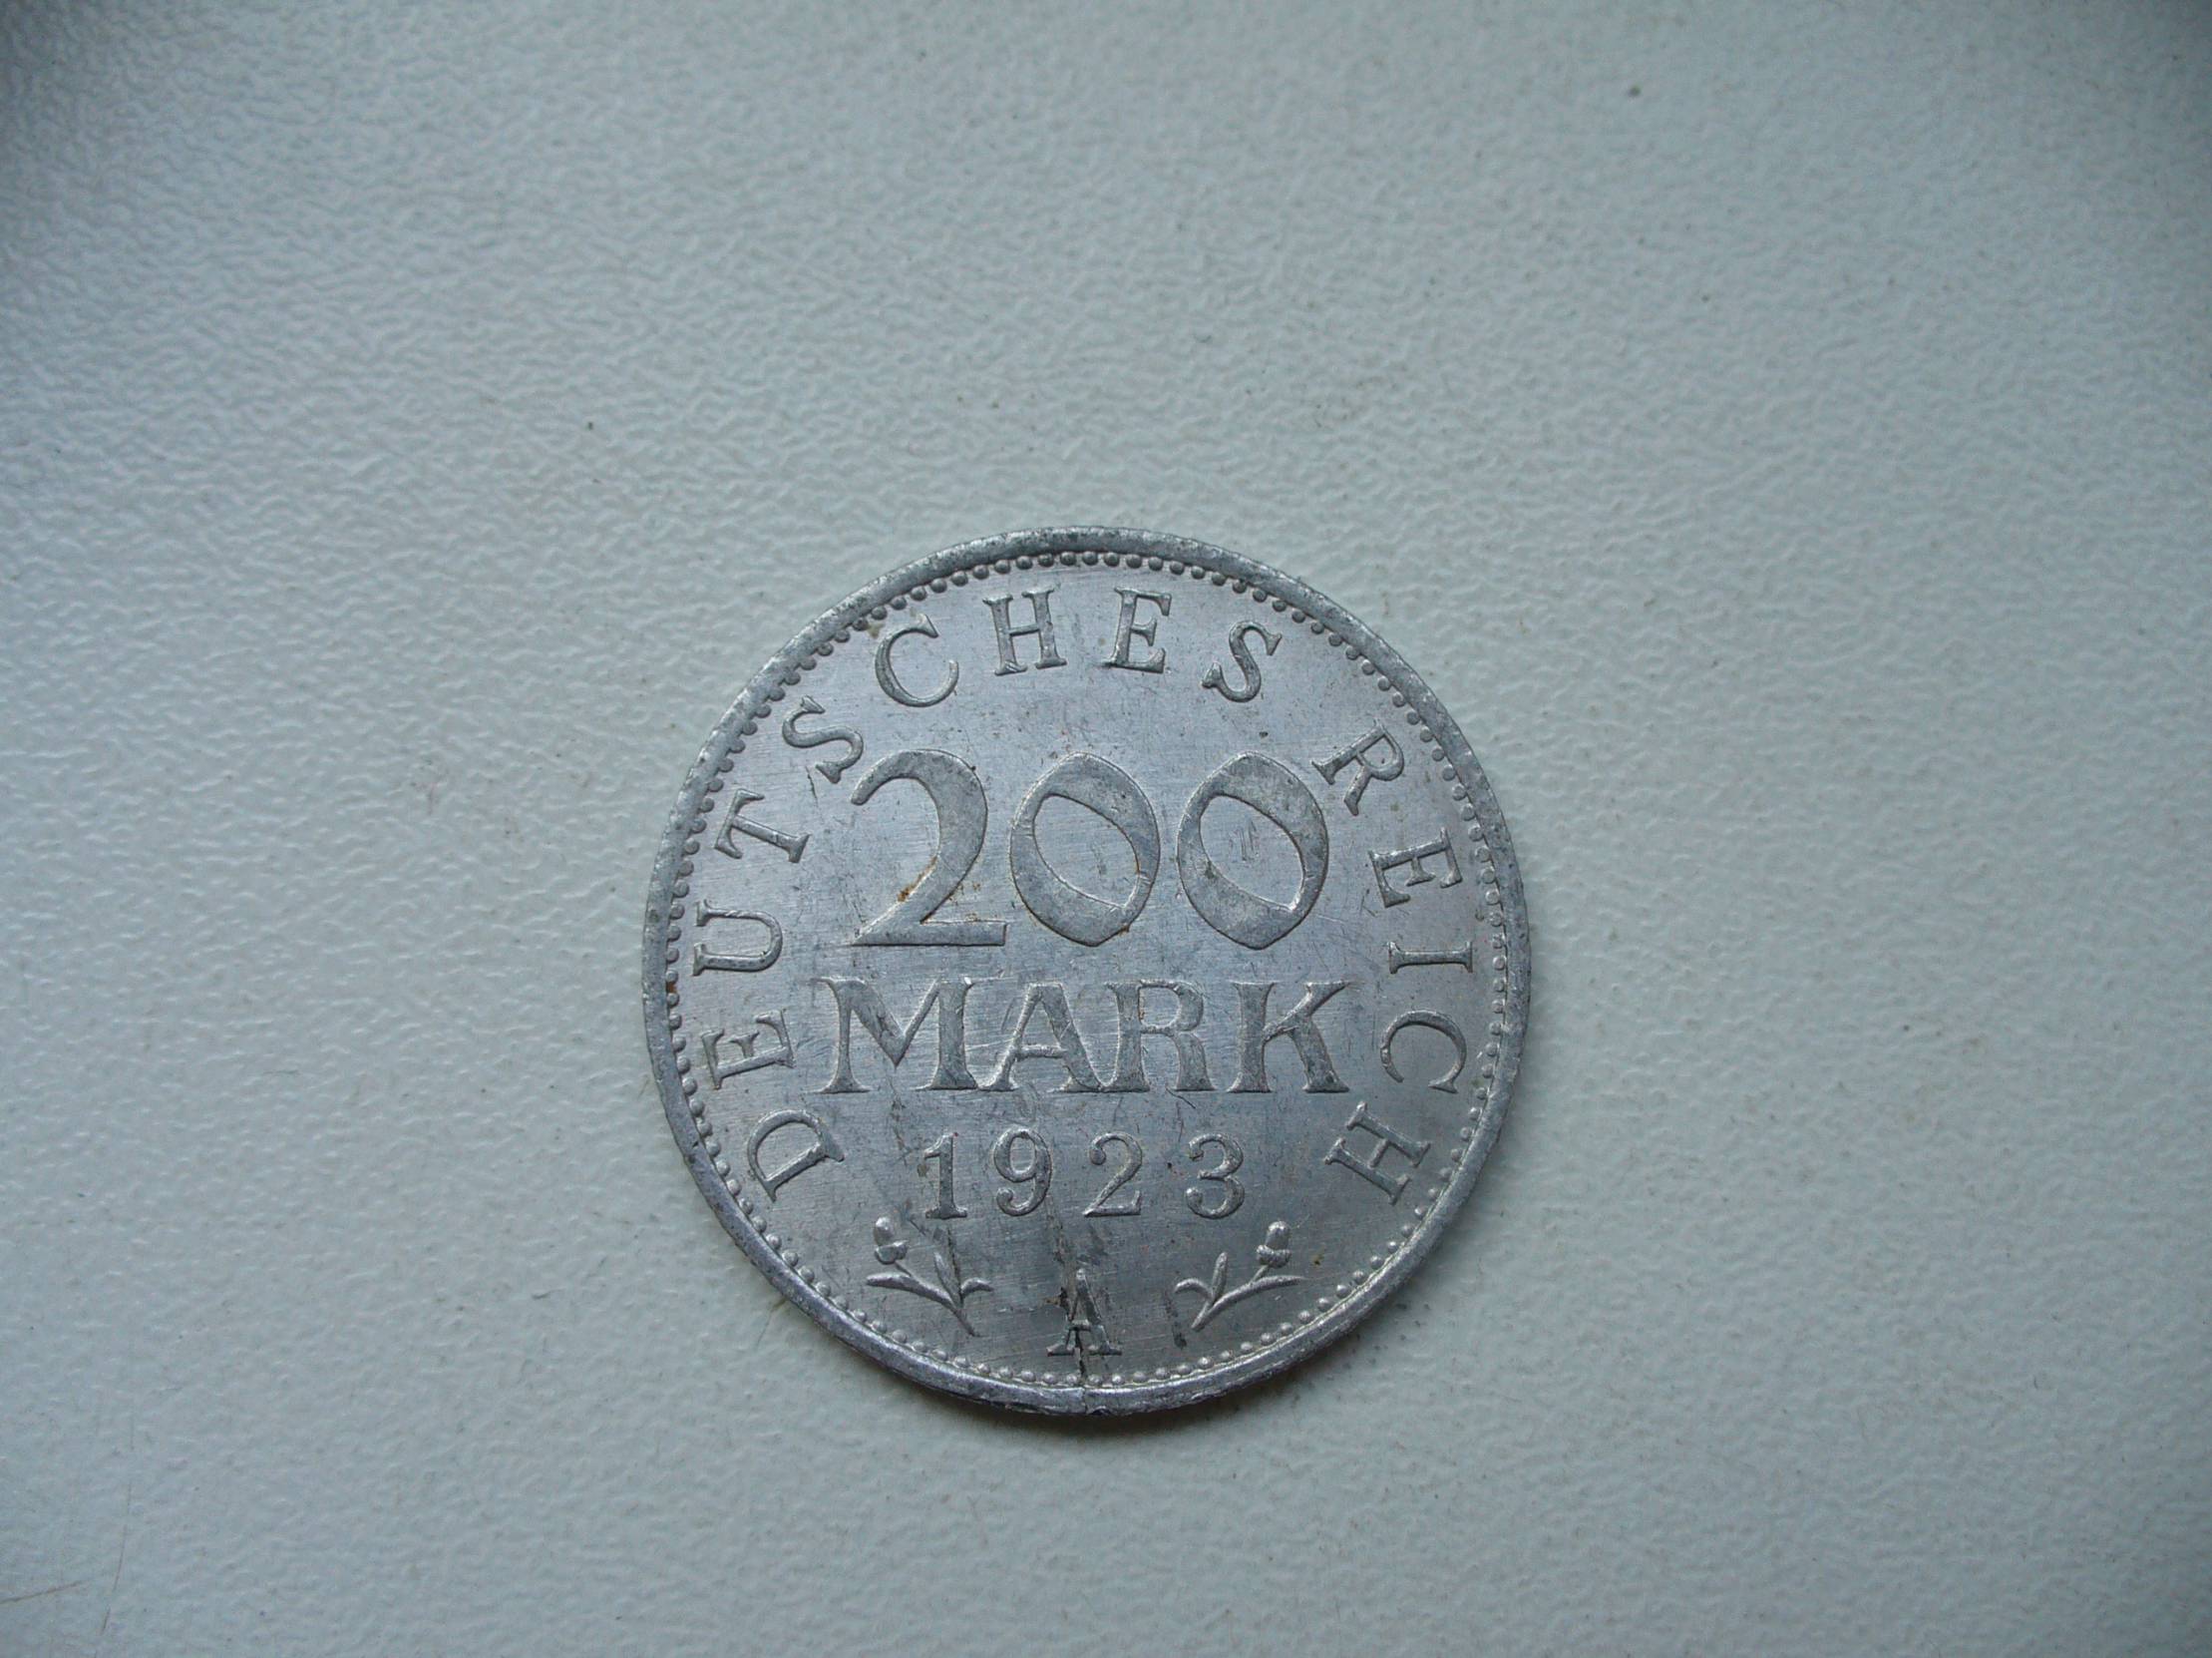 DEUTSCHES REICH
200
MARK
1923
A